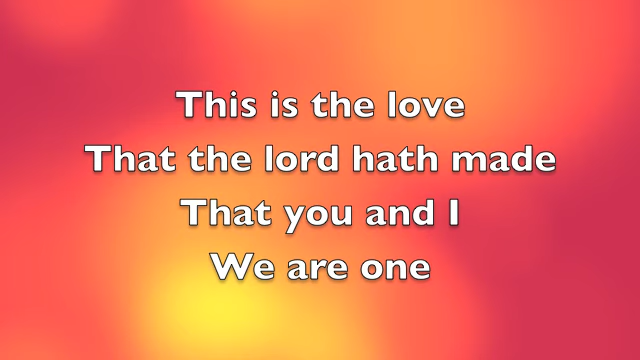 This is the love
That the lord hath made
That you and I
We are one